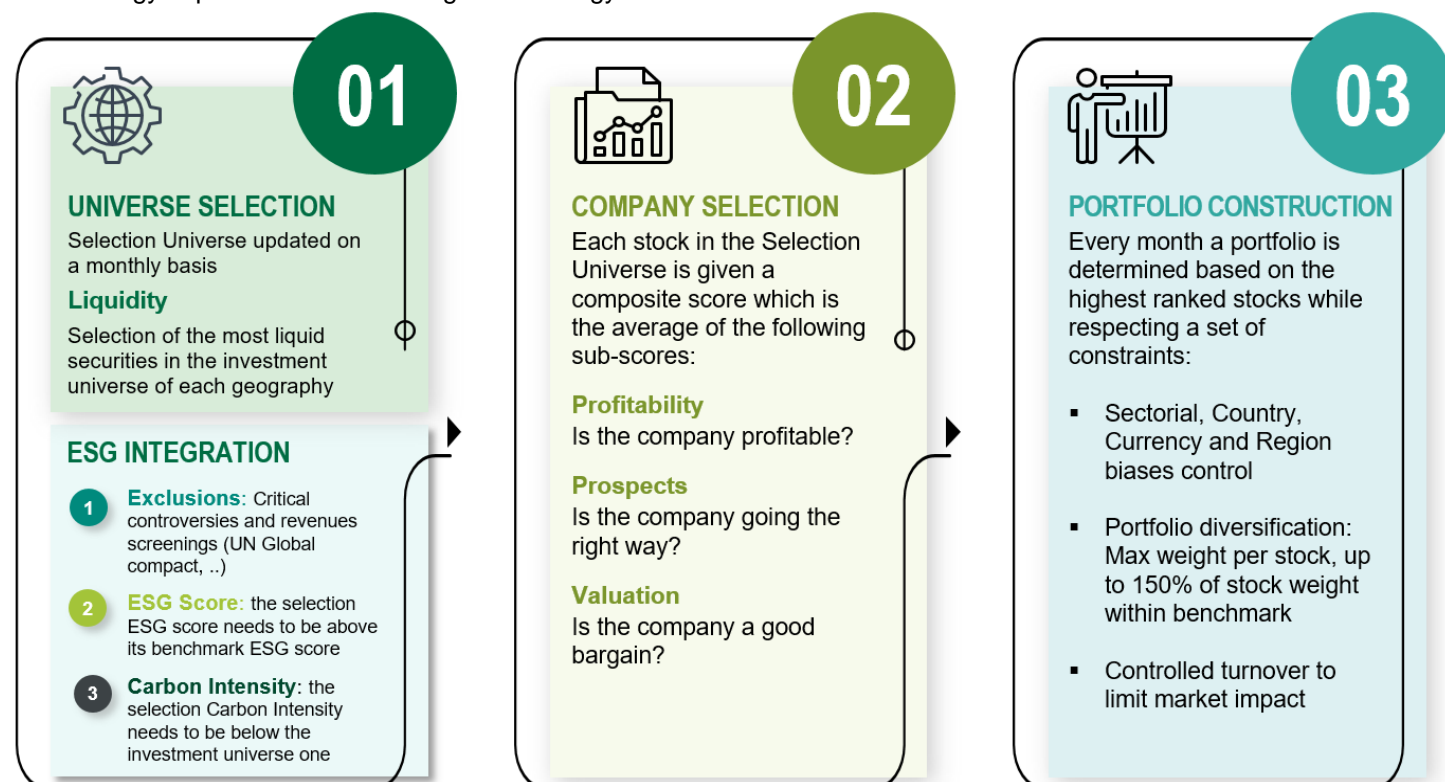 01
UNIVERSE SELECTION
Selection Universe updated on
a monthly basis
Liquidity
Selection of the most liquid
securities in the investment
universe of each geography
ESG INTEGRATION
1
Exclusions: Critical
controversies and revenues
screenings (UN Global
compact, ..)
2
ESG Score: the selection
ESG score needs to be above
its benchmark ESG score
3
Carbon Intensity: the
selection Carbon Intensity
needs to be below the
investment universe one
02
COMPANY SELECTION
Each stock in the Selection
Universe is given a
composite score which is
the average of the following
sub-scores:
Profitability
Is the company profitable?
Prospects
Is the company going the
right way?
Valuation
Is the company a good
bargain?
03
PORTFOLIO CONSTRUCTION
Every month a portfolio is
determined based on the
highest ranked stocks while
respecting a set of
constraints:
▪ Sectorial, Country,
Currency and Region
biases control
▪ Portfolio diversification:
Max weight per stock, up
to 150% of stock weight
within benchmark
▪ Controlled turnover to
limit market impact